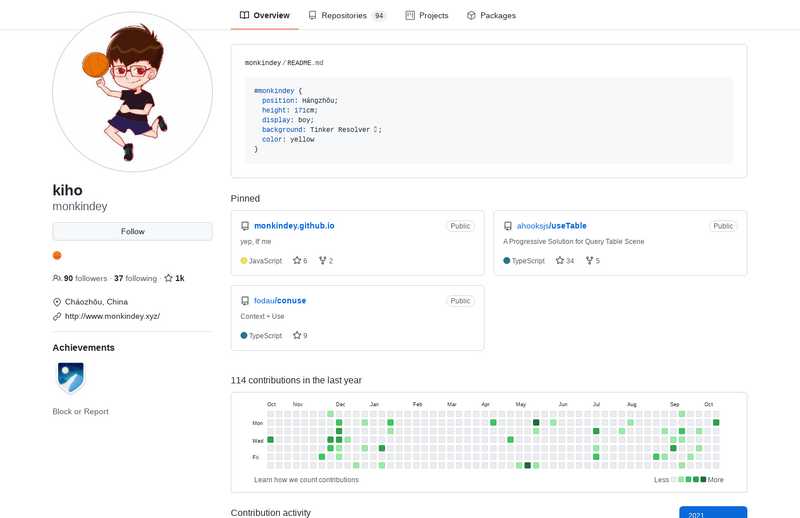 Overview
Repositories 94
Projects
Packages
kiho
monkindey
Follow
90 followers · 37 following · 1k
Cháozhōu, China
http://www.monkindey.xyz/
Achievements
Block or Report
monkindey / README.md
#monkindey {
position: Hángzhōu;
height: 171cm;
display: boy;
background: Tinker Resolver ;
color: yellow
}
Pinned
monkindey.github.io Public
yep, it' me
JavaScript 6 2
ahooksjs/useTable Public
A Progressive Solution for Query Table Scene
TypeScript 34 5
fodau/conuse Public
Context + Use
TypeScript 9
114 contributions in the last year
Oct Nov Dec Jan Feb Mar Apr May Jun Jul Aug Sep Oct
Mon
Wed
Fri
Learn how we count contributions
Less More
Contribution activity
2021